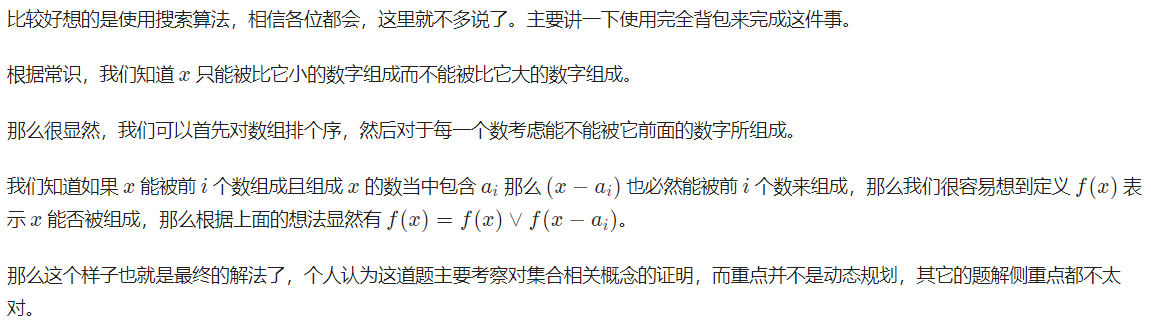 比较好想的是使用搜索算法，相信各位都会，这里就不多说了。主要讲一下使用完全背包来完成这件事。
根据常识，我们知道 x 只能被比它小的数字组成而不能被比它大的数字组成。
那么很显然，我们可以首先对数组排个序，然后对于每一个数考虑能不能被它前面的数字所组成。
我们知道如果 x 能被前 i 个数组成且组成 x 的数当中包含 a_i 那么 (x − a_i) 也必然能被前 i 个数来组成，那么我们很容易想到定义 f(x) 表
示 x 能否被组成，那么根据上面的想法显然有 f(x) = f(x) ∨ f(x − a_i)。
那么这个样子也就是最终的解法了，个人认为这道题主要考察对集合相关概念的证明，而重点并不是动态规划，其它的题解侧重点都不太
对。